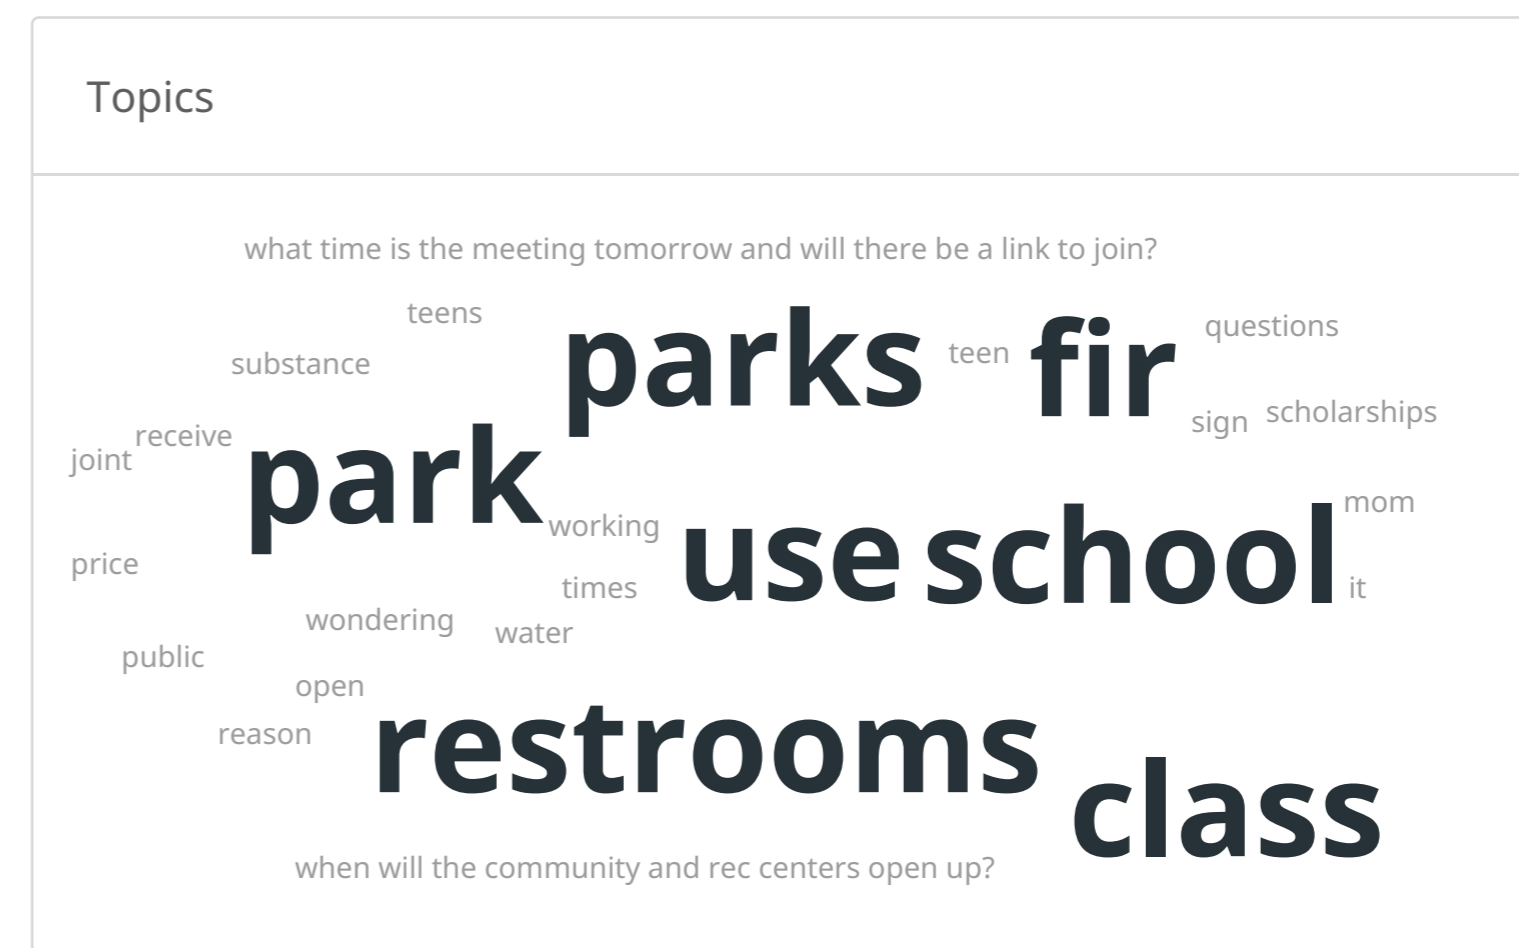 Topics
what time is the meeting tomorrow and will there be a link to join?
teens
parks
fir
questions
substance
teen
sign
scholarships
receive
joint
park
working
use
school
mom
price
times
it
wondering
water
public
open
reason
restrooms
class
when will the community and rec centers open up?